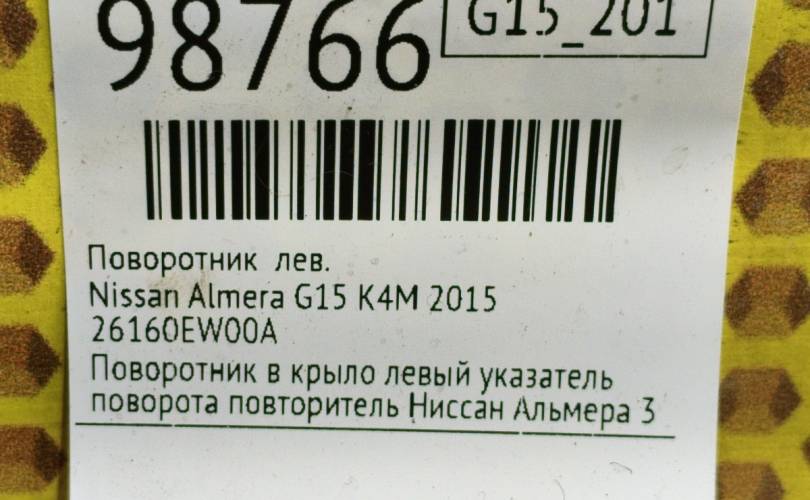 98766
G15_201
Поворотник лев.
Nissan Almera G15 K4M 2015
26160EW00A
Поворотник в крыло левый указатель
поворота повторитель Ниссан Альмера 3